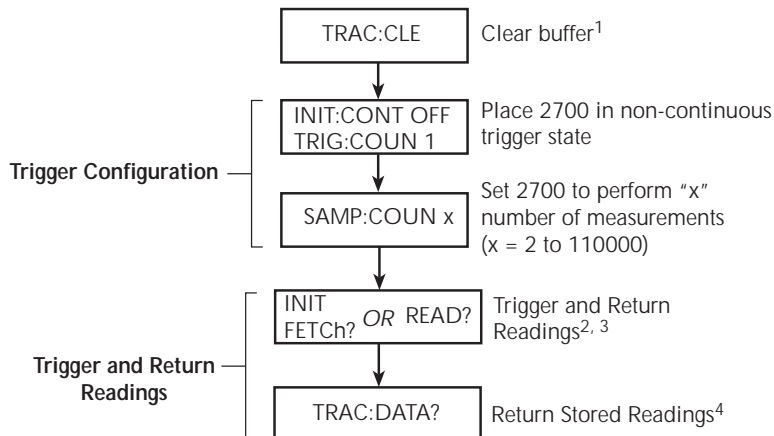 TRAC:CLE
Clear buffer1
Trigger Configuration
INIT:CONT OFF
TRIG:COUN 1
Place 2700 in non-continuous
trigger state
SAMP:COUN x
Set 2700 to perform “x”
number of measurements
(x = 2 to 110000)
Trigger and Return
Readings
INIT
FETCh? OR READ?
Trigger and Return
Readings2, 3
TRAC:DATA?
Return Stored Readings4